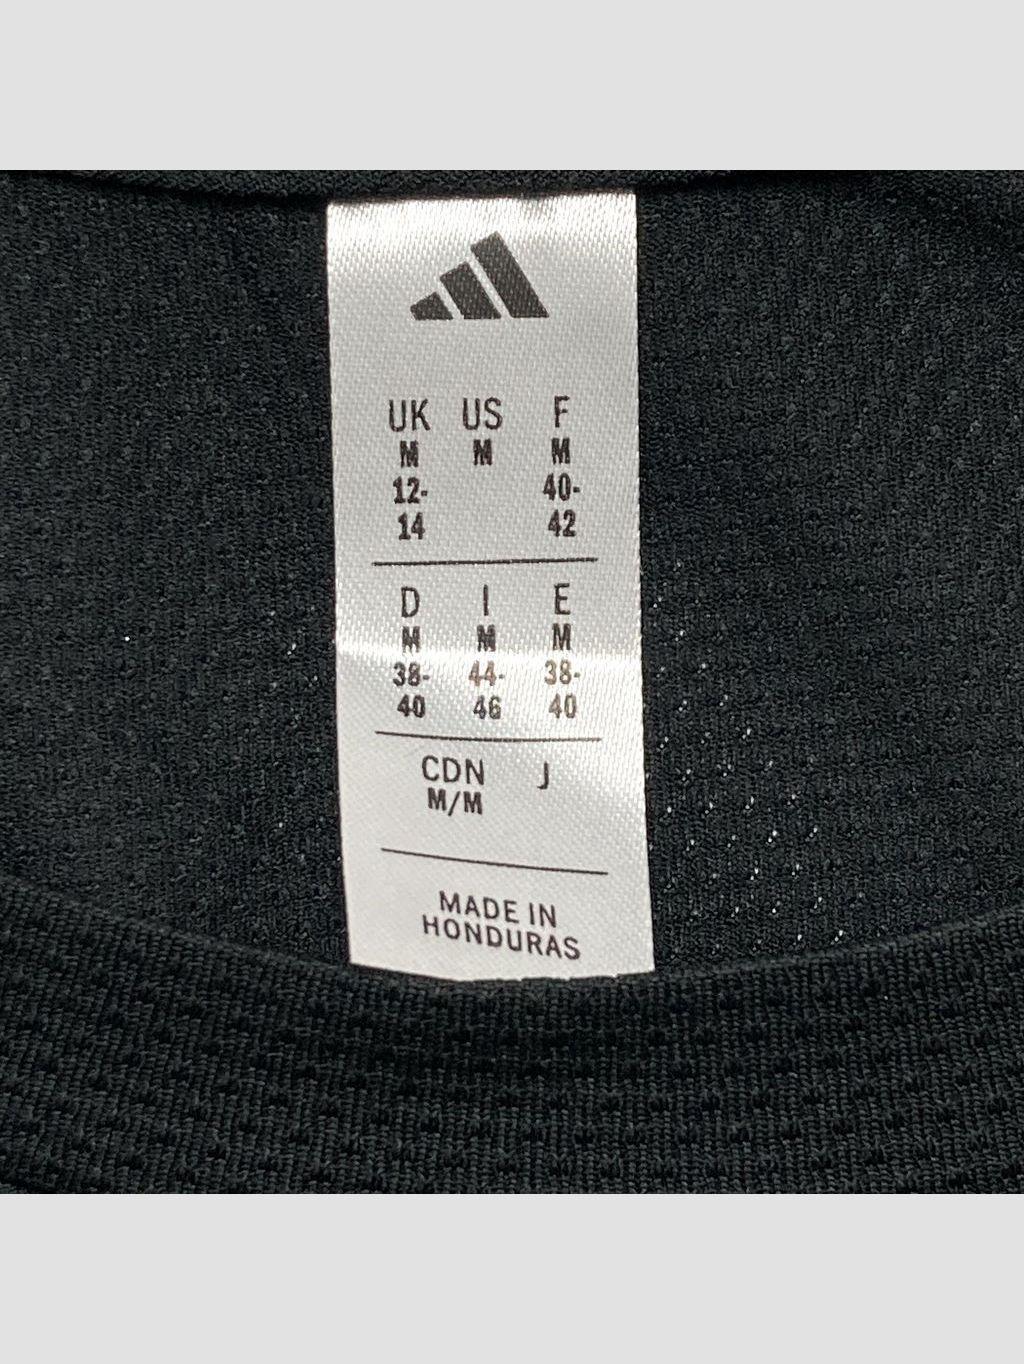 UK US F
M M M
12- 40-
14 42
D I E
M M M
38- 44- 38-
40 46 40
CDN J
M/M
MADE IN
HONDURAS